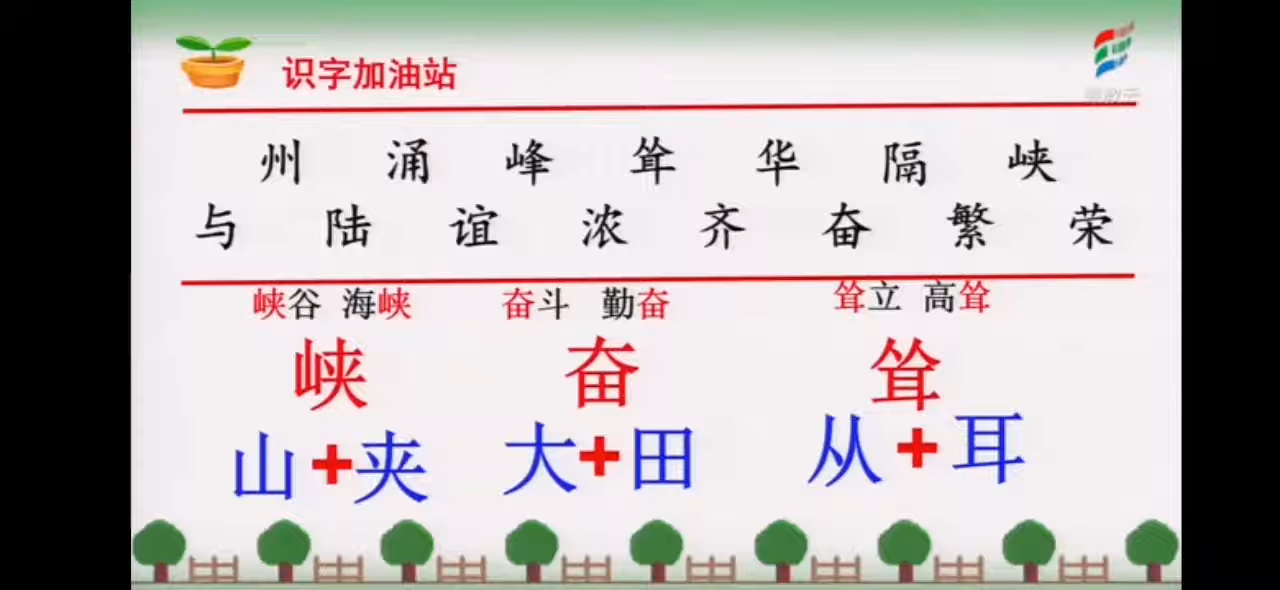 识字加油站
州 涌 峰 耸 华 隔 峡
与 陆 谊 浓 齐 奋 繁 荣
峡谷 海峡 奋斗 勤奋 耸立 高耸
峡 奋 耸
山+夹 大+田 从+耳